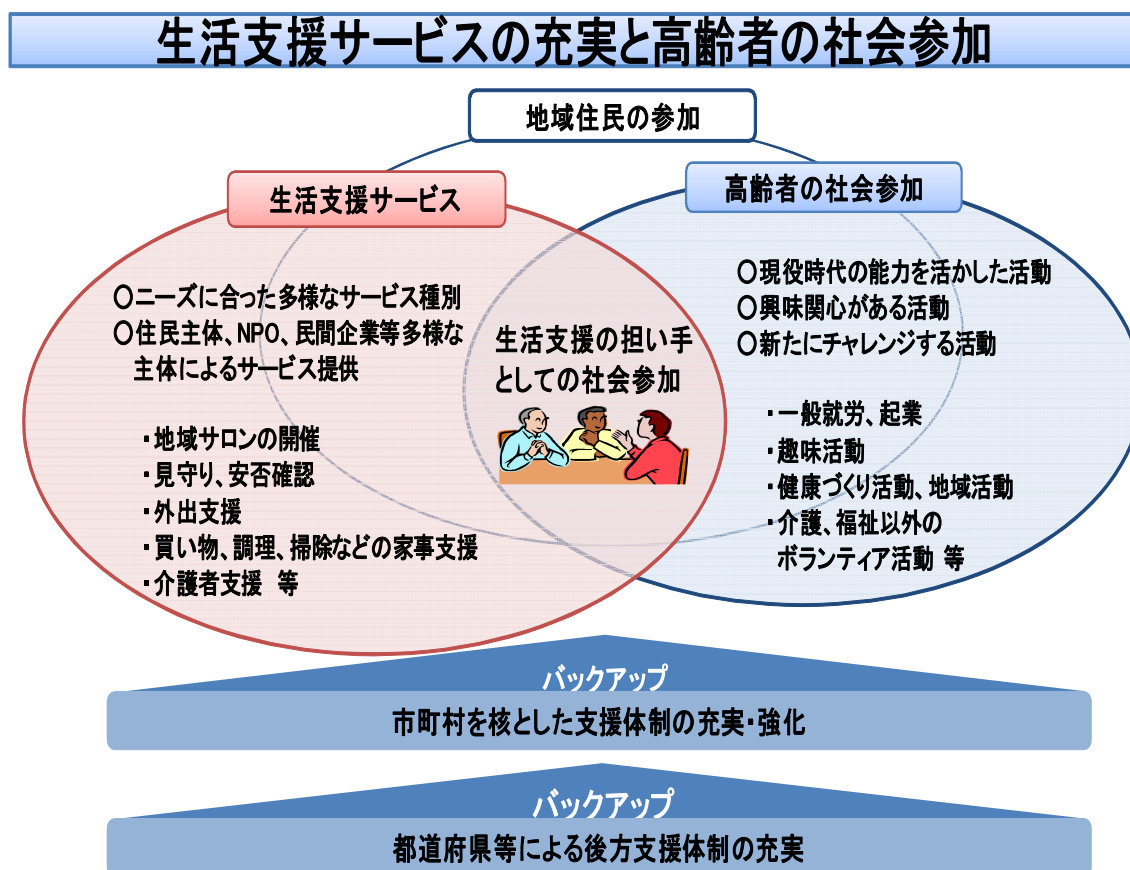 生活支援サービスの充実と高齢者の社会参加
地域住民の参加
生活支援サービス
○ニーズに合った多様なサービス種別
○住民主体、NPO、民間企業等多様な
主体によるサービス提供
・地域サロンの開催
・見守り、安否確認
・外出支援
・買い物、調理、掃除などの家事支援
・介護者支援 等
生活支援の担い手
としての社会参加
高齢者の社会参加
○現役時代の能力を活かした活動
○興味関心がある活動
○新たにチャレンジする活動
・一般就労、起業
・趣味活動
・健康づくり活動、地域活動
・介護、福祉以外の
ボランティア活動 等
バックアップ
市町村を核とした支援体制の充実・強化
バックアップ
都道府県等による後方支援体制の充実